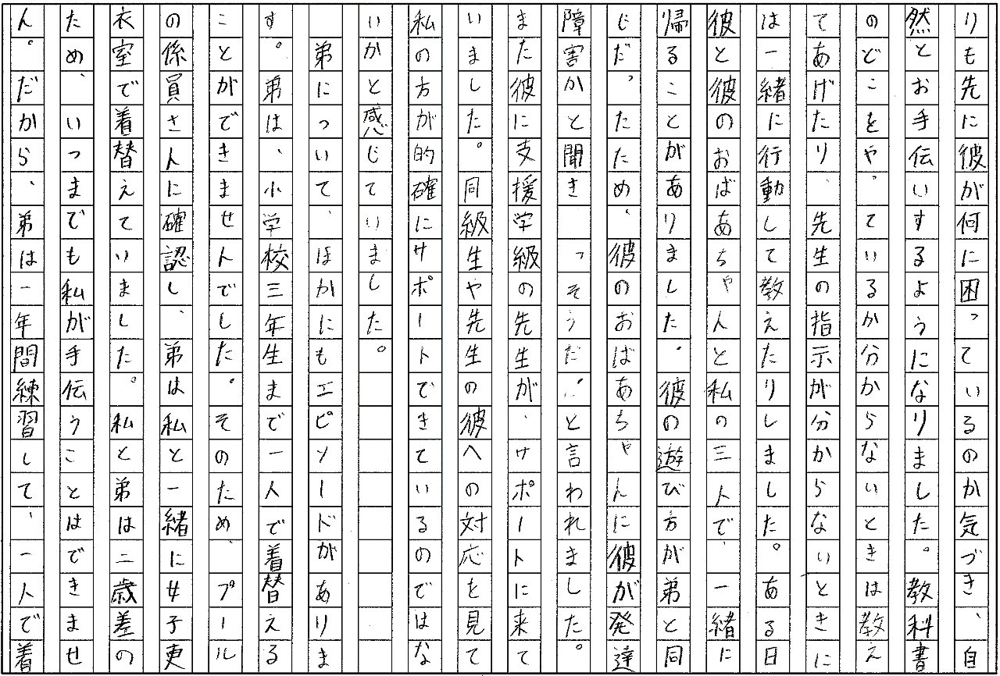 りも先に彼が何に困っているのか気づき、自
然とお手伝いするようになりました。教科書
のどこをやっているか分からないときは教え
てあげたり、先生の指示が分からないときに
は一緒に行動して教えたりしました。ある日
彼と彼のおばあちゃんと私の三人で、一緒に
帰ることがありました。彼の遊び方が弟と同
じだったため、彼のおばあちゃんに彼が発達
障害かと聞き
っそうだ。と言われました。
また彼に支援学級の先生が、サポートに来て
いました。同級生や先生の彼への対応を見て
私の方が的確にサポートできているのではな
いかと感じていました。
弟について、ほかにもエピソードがありま
す。弟は、小学校三年生まで一人で着替える
ことができませんでした。そのため、プール
の係員さんに確認し、弟は私と一緒に女子更
衣室で着替えていました。私と弟は二歳差の
ため、いつまでも私が手伝うことはできませ
ん。だから、弟は一年間練習して、一人で着